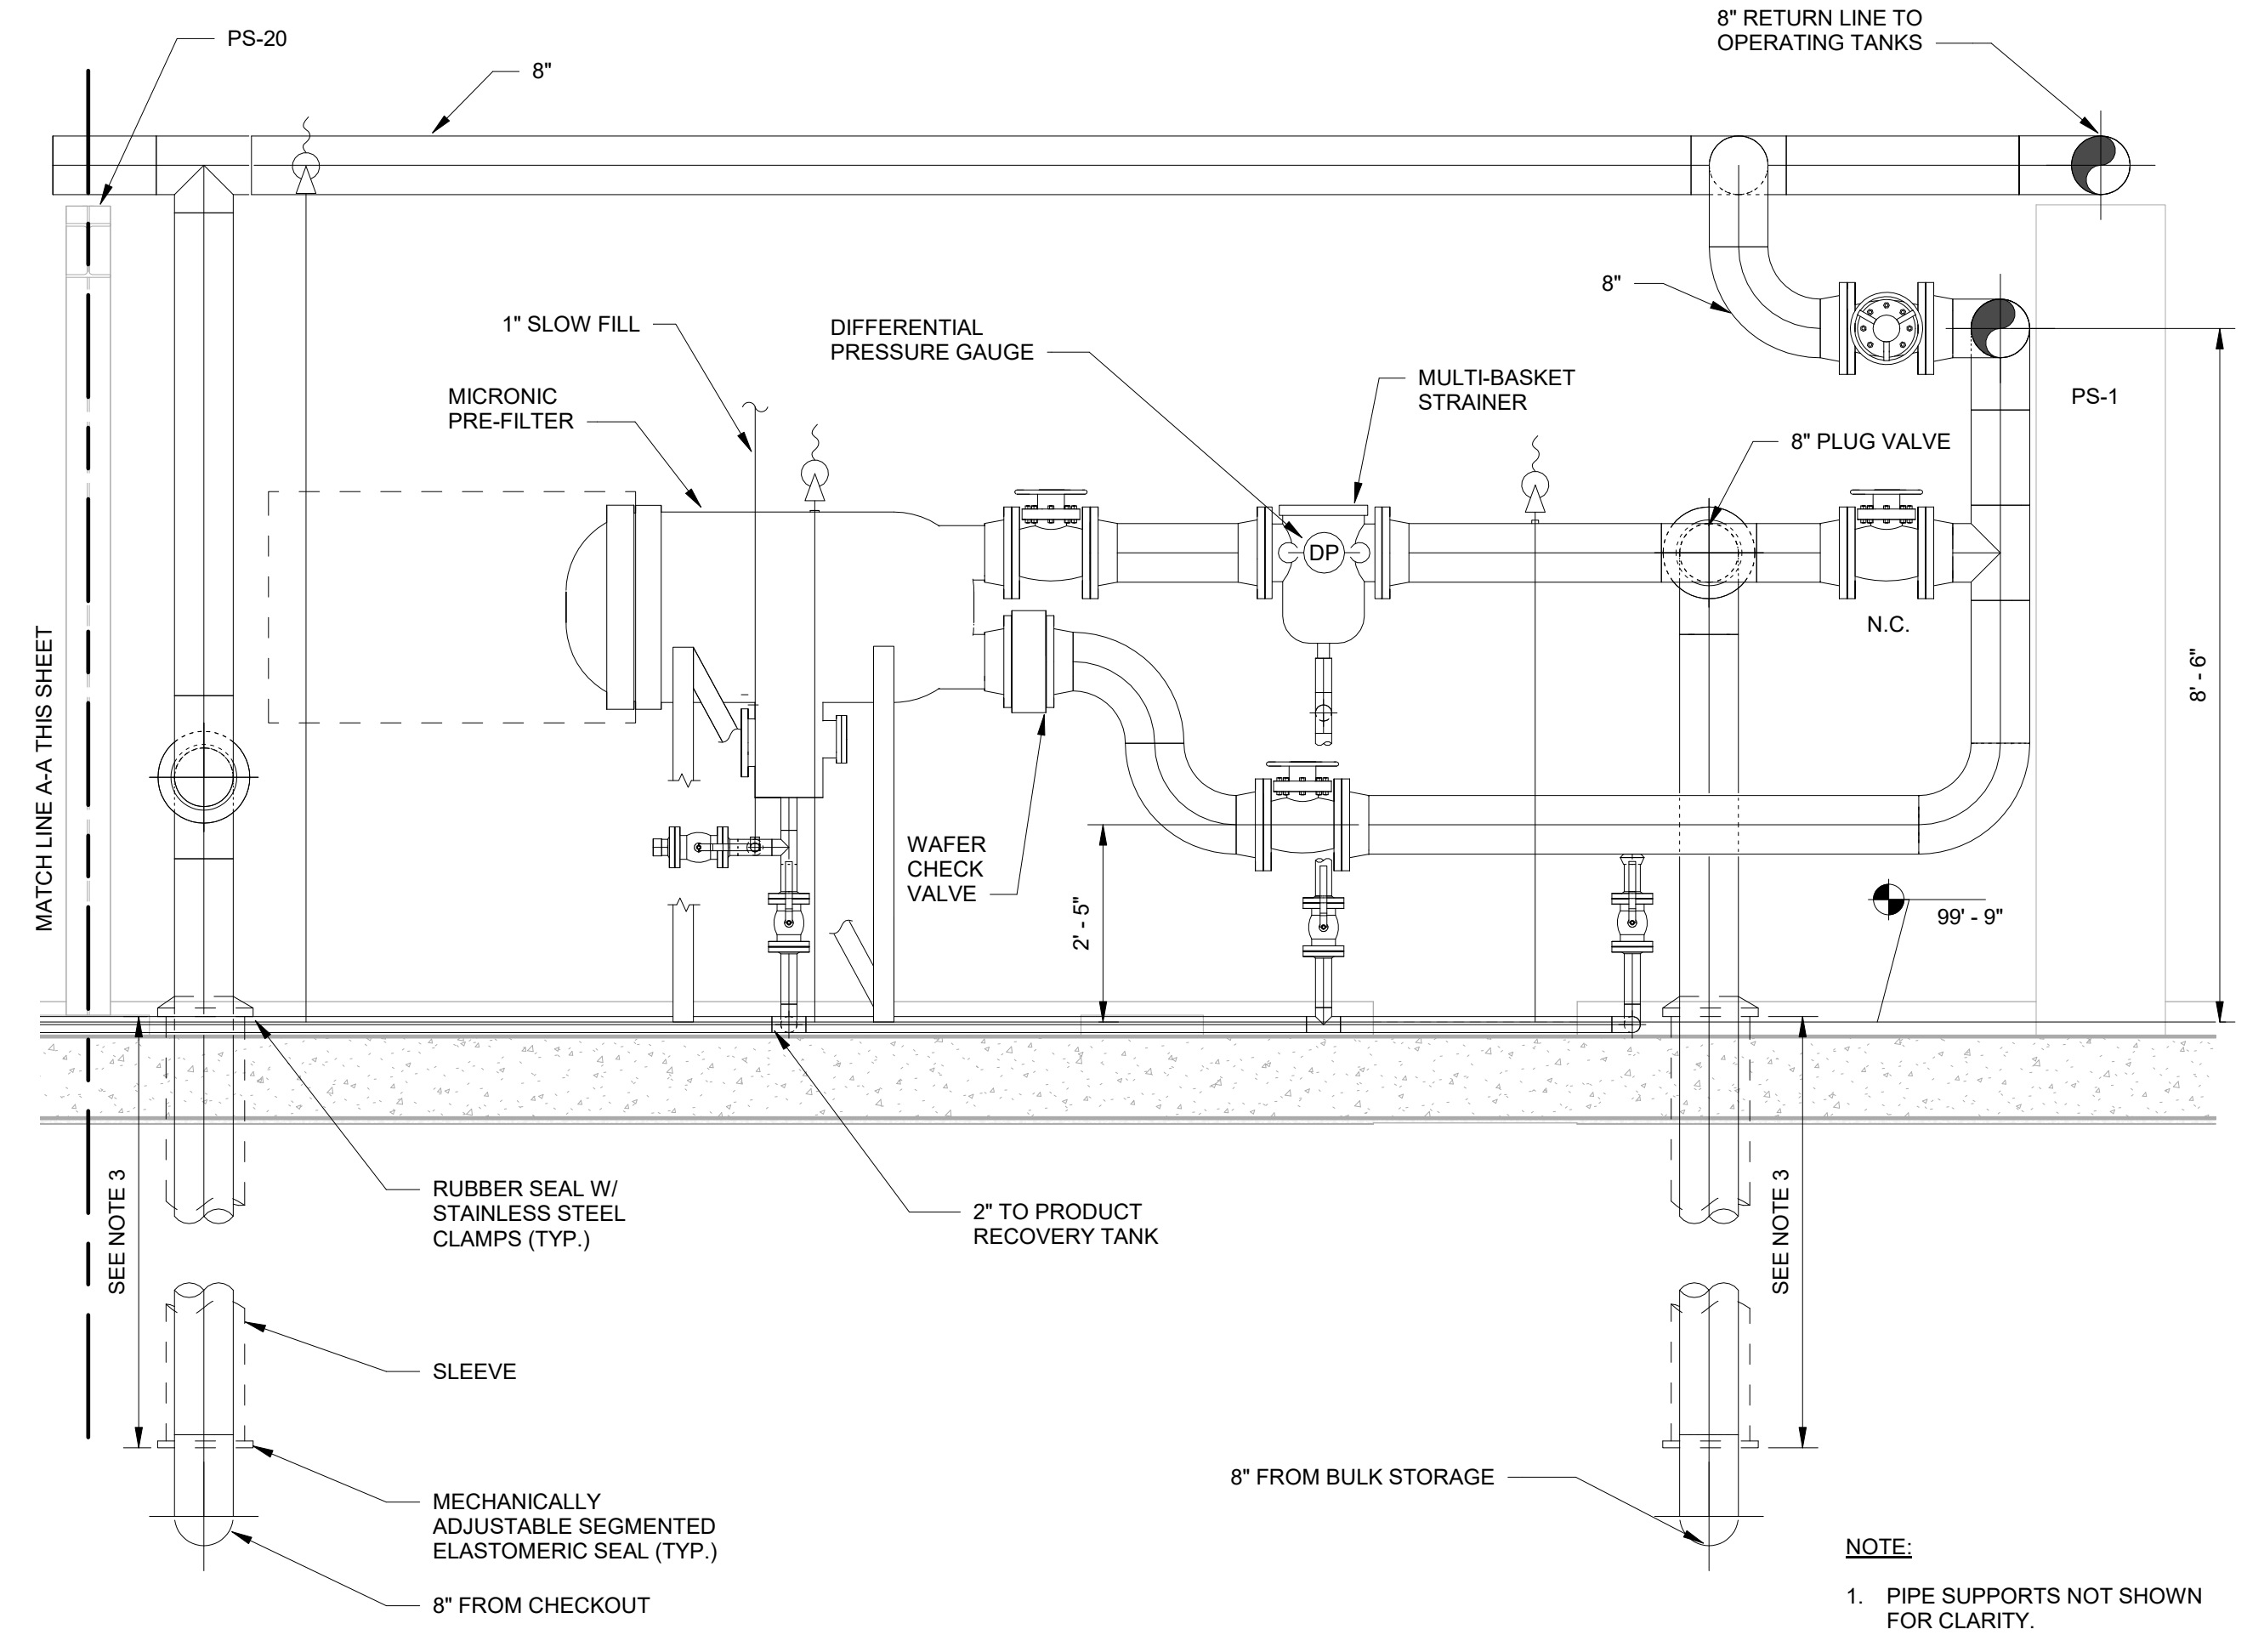 8" RETURN LINE TO
OPERATING TANKS
PS-20
8"
8"
1" SLOW FILL
DIFFERENTIAL
PRESSURE GAUGE
MULTI-BASKET
STRAINER
MICRONIC
PRE-FILTER
PS-1
8" PLUG VALVE
DP
N.C.
MATCH LINE A-A THIS SHEET
8' - 6"
WAFER
CHECK
VALVE
2' - 5"
99' - 9"
SEE NOTE 3
RUBBER SEAL W/
STAINLESS STEEL
CLAMPS (TYP.)
2" TO PRODUCT
RECOVERY TANK
SEE NOTE 3
SLEEVE
8" FROM BULK STORAGE
MECHANICALLY
ADJUSTABLE SEGMENTED
ELASTOMERIC SEAL (TYP.)
8" FROM CHECKOUT
NOTE:
1. PIPE SUPPORTS NOT SHOWN
FOR CLARITY.